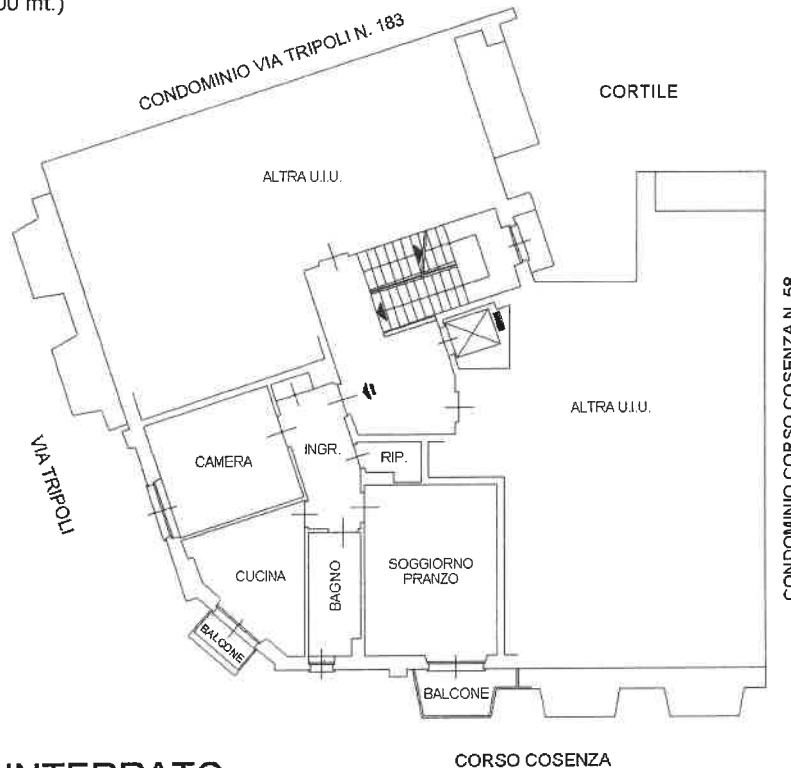 00 mt.)
CONDOMINIO VIA TRIPOLI N. 183
CORTILE
ALTRA U.I.U.
CONDOMINIO CORSO COSENZA N. 58
ALTRA U.I.U.
VIA TRIPOLI
CAMERA
INGR.
RIP.
CUCINA
BAGNO
SOGGIORNO
PRANZO
BALCONE
BALCONE
CORSO COSENZA